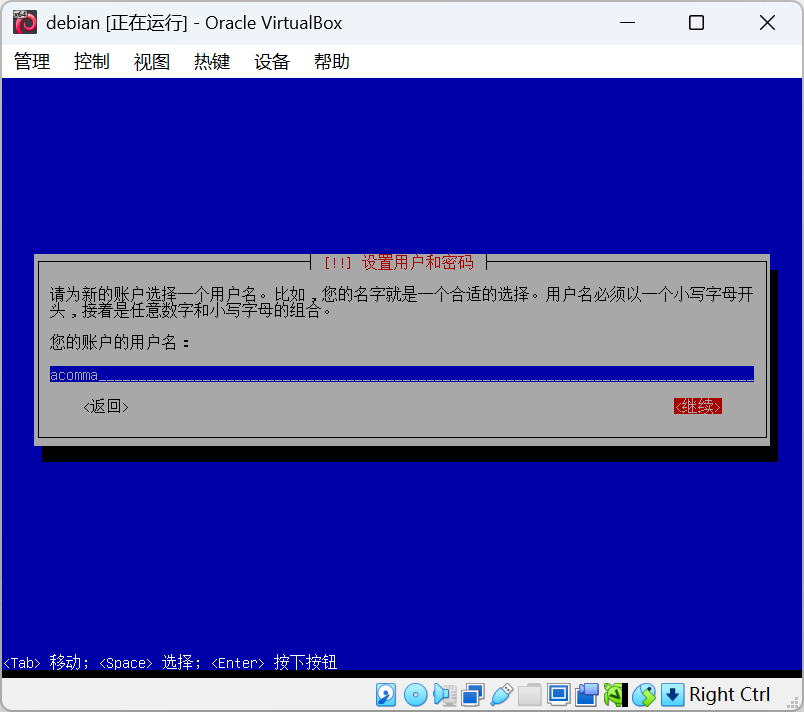 debian [正在运行] - Oracle VirtualBox
管理 控制 视图 热键 设备 帮助
[!!] 设置用户和密码
请为新的账户选择一个用户名。比如，您的名字就是一个合适的选择。用户名必须以一个小写字母开
头，接着是任意数字和小写字母的组合。
您的账户的用户名：
acomma
<返回> <继续>
<Tab> 移动; <Space> 选择; <Enter> 按下按钮
Right Ctrl